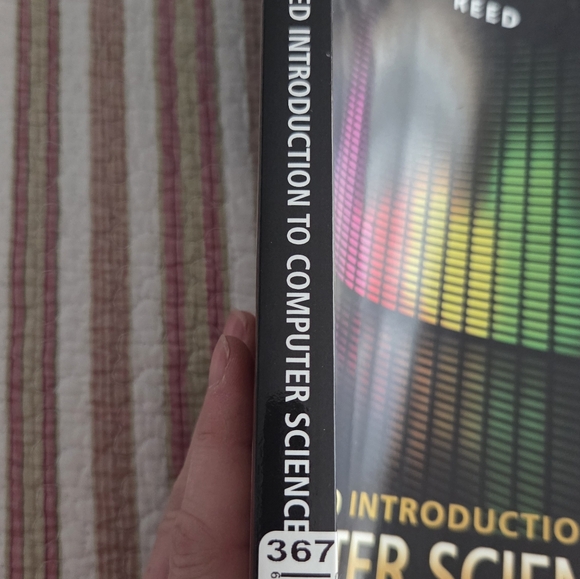 ED INTRODUCTION TO COMPUTER SCIENCE
367
REED
D INTRODUCTIO
TER SCIEN